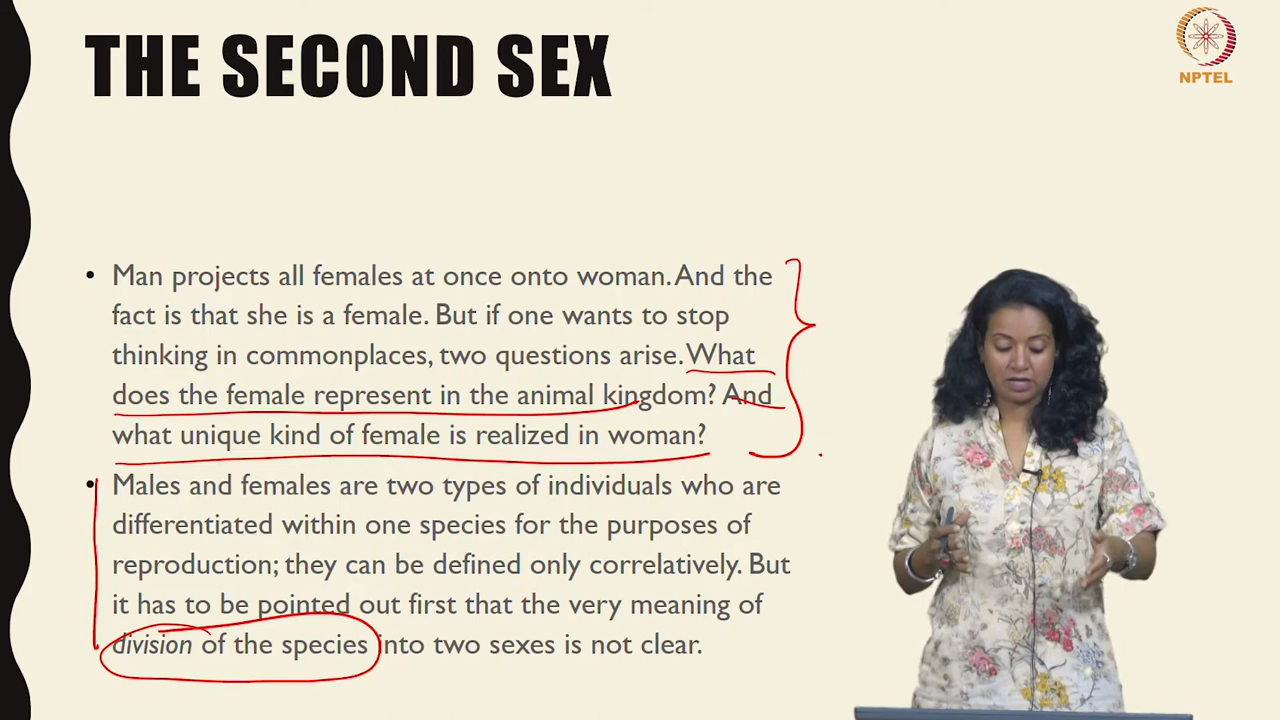 THE SECOND SEX
NPTEL
• Man projects all females at once onto woman. And the
fact is that she is a female. But if one wants to stop
thinking in commonplaces, two questions arise. What
does the female represent in the animal kingdom? And
what unique kind of female is realized in woman?
• Males and females are two types of individuals who are
differentiated within one species for the purposes of
reproduction; they can be defined only correlatively. But
it has to be pointed out first that the very meaning of
division of the species into two sexes is not clear.